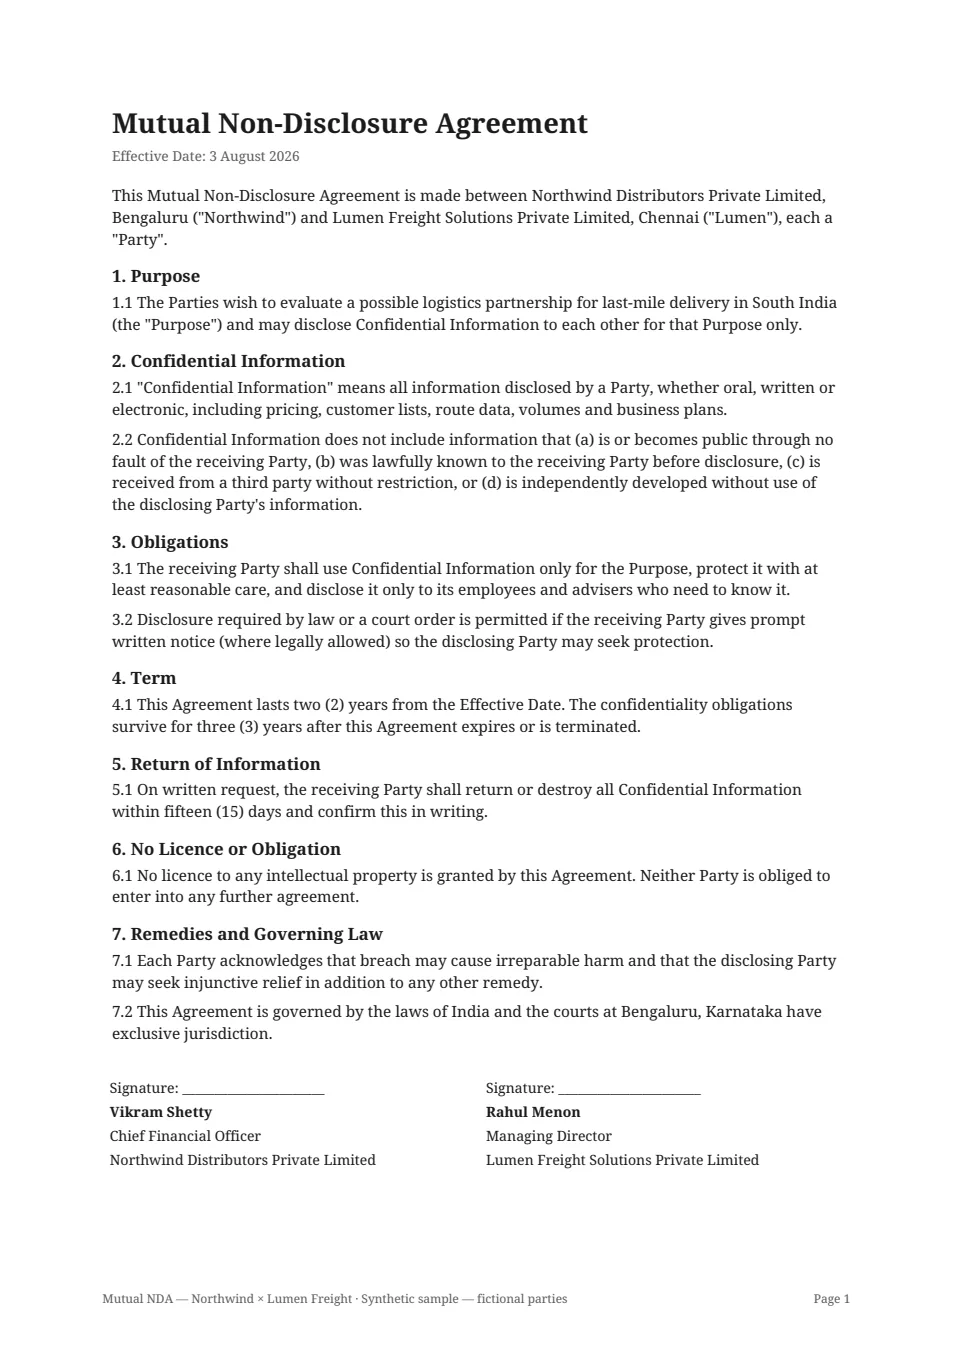 Mutual Non-Disclosure Agreement
Effective Date: 3 August 2026
This Mutual Non-Disclosure Agreement is made between Northwind Distributors Private Limited,
Bengaluru ("Northwind") and Lumen Freight Solutions Private Limited, Chennai ("Lumen"), each a
"Party".
1. Purpose
1.1 The Parties wish to evaluate a possible logistics partnership for last-mile delivery in South India
(the "Purpose") and may disclose Confidential Information to each other for that Purpose only.
2. Confidential Information
2.1 "Confidential Information" means all information disclosed by a Party, whether oral, written or
electronic, including pricing, customer lists, route data, volumes and business plans.
2.2 Confidential Information does not include information that (a) is or becomes public through no
fault of the receiving Party, (b) was lawfully known to the receiving Party before disclosure, (c) is
received from a third party without restriction, or (d) is independently developed without use of
the disclosing Party's information.
3. Obligations
3.1 The receiving Party shall use Confidential Information only for the Purpose, protect it with at
least reasonable care, and disclose it only to its employees and advisers who need to know it.
3.2 Disclosure required by law or a court order is permitted if the receiving Party gives prompt
written notice (where legally allowed) so the disclosing Party may seek protection.
4. Term
4.1 This Agreement lasts two (2) years from the Effective Date. The confidentiality obligations
survive for three (3) years after this Agreement expires or is terminated.
5. Return of Information
5.1 On written request, the receiving Party shall return or destroy all Confidential Information
within fifteen (15) days and confirm this in writing.
6. No Licence or Obligation
6.1 No licence to any intellectual property is granted by this Agreement. Neither Party is obliged to
enter into any further agreement.
7. Remedies and Governing Law
7.1 Each Party acknowledges that breach may cause irreparable harm and that the disclosing Party
may seek injunctive relief in addition to any other remedy.
7.2 This Agreement is governed by the laws of India and the courts at Bengaluru, Karnataka have
exclusive jurisdiction.
Signature: ____________________
Vikram Shetty
Chief Financial Officer
Northwind Distributors Private Limited
Signature: ____________________
Rahul Menon
Managing Director
Lumen Freight Solutions Private Limited
Mutual NDA — Northwind × Lumen Freight · Synthetic sample — fictional parties
Page 1